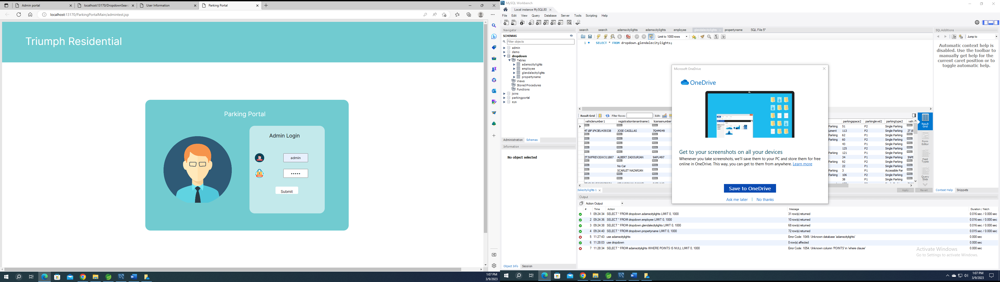 Admin portal
localhost:13170/DropdownSearc
User Information
Parking Portal
localhost:13170/ParkingPortalMain/admintest.jsp
Triumph Residential
Parking Portal
Admin Login
admin
•••••
Submit
1:07 PM
3/9/2023
MySQL Workbench
Local instance MySQL80
File Edit View Query Database Server Tools Scripting Help
Navigator
SCHEMAS
Filter objects
admin
demo
dropdown
Tables
adamscitylights
employee
glendalecitylights
propertyname
Views
Stored Procedures
Functions
joins
parkingportal
sys
Administration Schemas
Information
No object selected
Object Info Session
search search adamscitylights adamscitylights employee glendalecitylights propertyname SQL File 5*
Limit to 1000 rows
1 SELECT * FROM dropdown.glendalecitylights;
Result Grid Filter Rows: Edit:
vehidenumber1 registrationtenantname1 licensenumber
NULL NULL NULL
4T1BF1FK3EU439338 JOSE CASILLAS 7GHM049
NULL NULL NULL
NULL NULL NULL
NULL NULL NULL
NULL NULL NULL
NULL NULL NULL
2T3WFREV2GW311887 ALBERT ZADOURIAN 9APU497
NULL NULL NULL
No Car
SCARLET NAZARIAN
NULL NULL NULL
parkingspace2 parkinglevel2 parkingtype2 veh
Parking 51 P2 Single Parking NULL
cument 113 P2 Single Parking 2T1B
Parking 62 P1 Single Parking NULL
Parking 60 P2 Single Parking NULL
43 P1 Single Parking NULL
125 P2 Single Parking NULL
Parking 121 P1 Single Parking NULL
34 P1 Single Parking 5NPE
Parking 92 P2 Single Parking NULL
22 P1 Single Parking NULL
Parking 3 P1 Accessible Par NULL
Parking 106 P2 Single Parking NULL
38 P1 Single Parking NULL
Result Grid
Form Editor
Field Types
Query Stats
dalecitylights 1
Apply Revert
Microsoft OneDrive
OneDrive
Get to your screenshots on all your devices
Whenever you take screenshots, we'll save them to your PC and store them for free
online in OneDrive. This way, you can get to them from anywhere. Learn more
Save to OneDrive
Ask me later | No thanks
SQLAdditions
Jump to
Automatic context help is
disabled. Use the toolbar to
manually get help for the
current caret position or to
toggle automatic help.
Context Help Snippets
Output
Action Output
# Time Action Message Duration / Fetch
1 09:24:34 SELECT * FROM dropdown.adamscitylights LIMIT 0, 1000 31 row(s) returned 0.016 sec / 0.000 sec
2 09:24:36 SELECT * FROM dropdown.employee LIMIT 0, 1000 10 row(s) returned 0.016 sec / 0.000 sec
3 09:24:38 SELECT * FROM dropdown.glendalecitylights LIMIT 0, 1000 68 row(s) returned 0.016 sec / 0.000 sec
4 09:24:40 SELECT * FROM dropdown.propertyname LIMIT 0, 1000 72 row(s) returned 0.015 sec / 0.000 sec
5 11:27:43 use adamscitylights Error Code: 1049. Unknown database 'adamscitylights' 0.000 sec
6 11:28:03 use dropdown 0 row(s) affected 0.000 sec
7 11:28:34 SELECT * FROM adamscitylights WHERE POINTS IS NULL LIMIT 0, 1000 Error Code: 1054. Unknown column 'POINTS' in 'where clause' 0.000 sec
Activate Windows
Go to Settings to activate Windows.
1:07 PM
3/9/2023